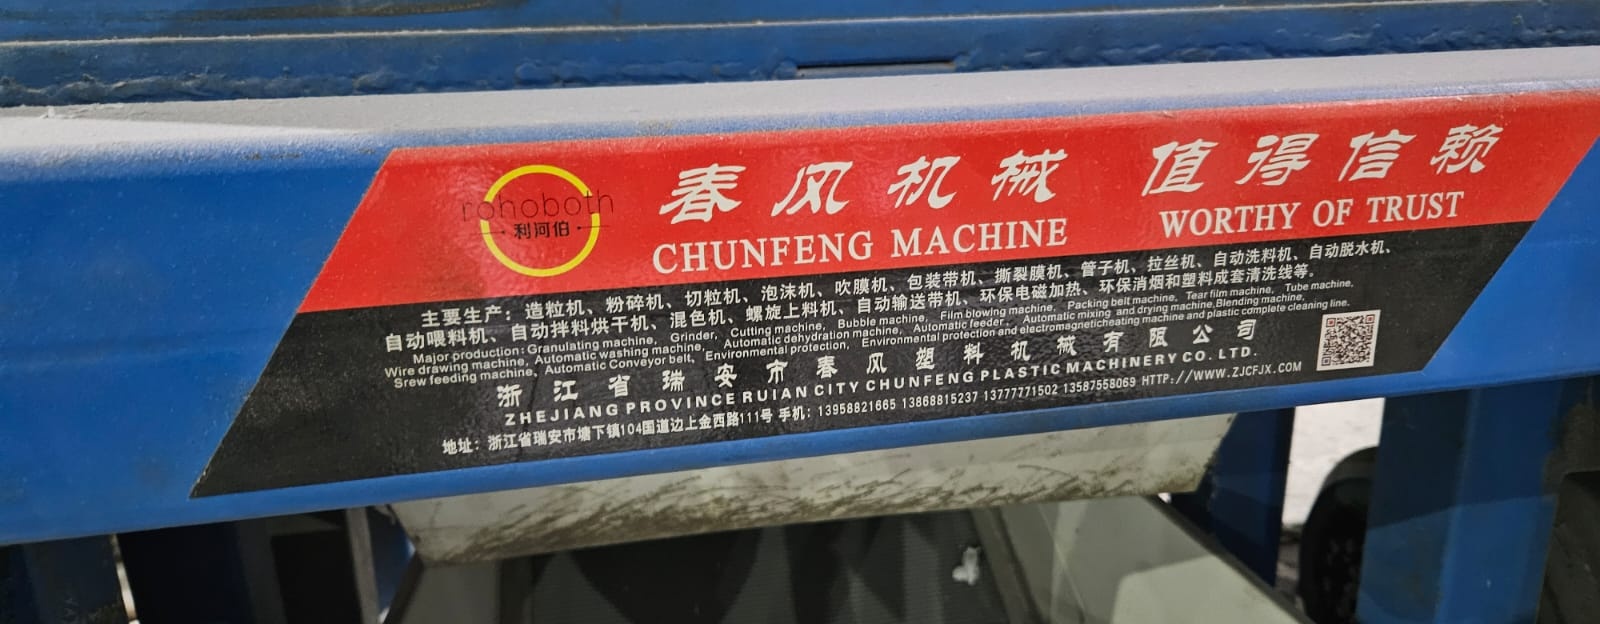 rohoboth
·利河伯·
春风机械 值得信赖
CHUNFENG MACHINE WORTHY OF TRUST
主要生产：造粒机、粉碎机、切粒机、泡沫机、吹膜机、包装带机、撕裂膜机、管子机、拉丝机、自动洗料机、自动脱水机、
自动喂料机、自动拌料烘干机、混色机、螺旋上料机、自动输送带机、环保电磁加热、环保消烟和塑料成套清洗线等。
Major production: Granulating machine, Grinder, Cutting machine, Bubble machine, Film blowing machine, Packing belt machine, Tear film machine, Tube machine,
Wire drawing machine, Automatic washing machine, Automatic dehydration machine, Automatic feeder, Automatic mixing and drying machine,Blending machine,
Srew feeding machine, Automatic Conveyor belt, Environmental protection, Environmental protection and electromagneticheating machine and plastic complete cleaning line.
浙江省瑞安市春风塑料机械有限公司
ZHEJIANG PROVINCE RUIAN CITY CHUNFENG PLASTIC MACHINERY CO. LTD.
地址：浙江省瑞安市塘下镇104国道边上金西路111号 手机：13958821665 13868815237 13777771502 13587558069 HTTP://WWW.ZJCFJX.COM